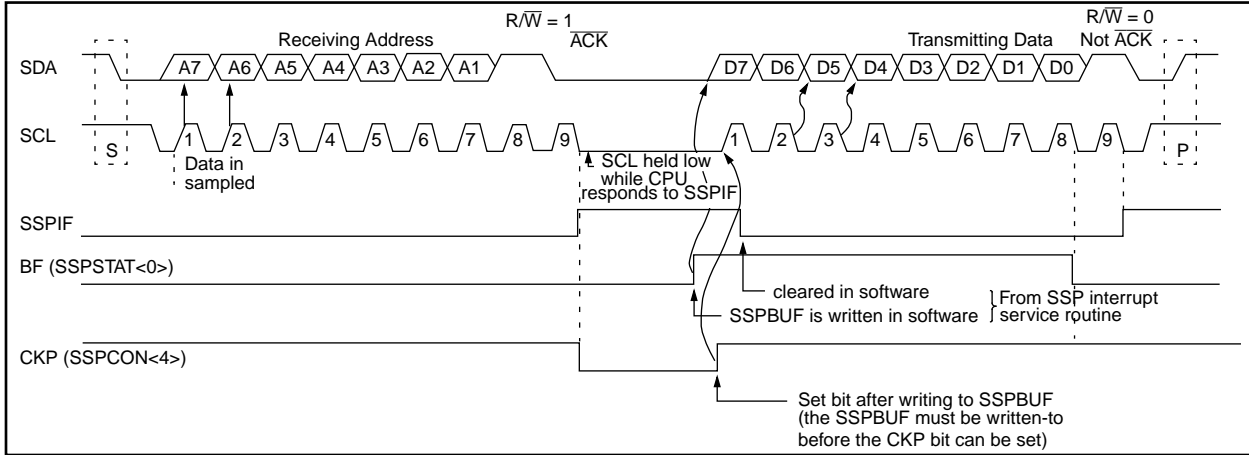 R/W = 1
ACK
R/W = 0
Receiving Address
Transmitting Data
Not ACK
SDA
A7 A6 A5 A4 A3 A2 A1
D7 D6 D5 D4 D3 D2 D1 D0
SCL
S
1 2 3 4 5 6 7 8 9
1 2 3 4 5 6 7 8 9
P
Data in
sampled
SCL held low
while CPU
responds to SSPIF
SSPIF
BF (SSPSTAT<0>)
cleared in software
SSPBUF is written in software
From SSP interrupt
service routine
CKP (SSPCON<4>)
Set bit after writing to SSPBUF
(the SSPBUF must be written-to
before the CKP bit can be set)